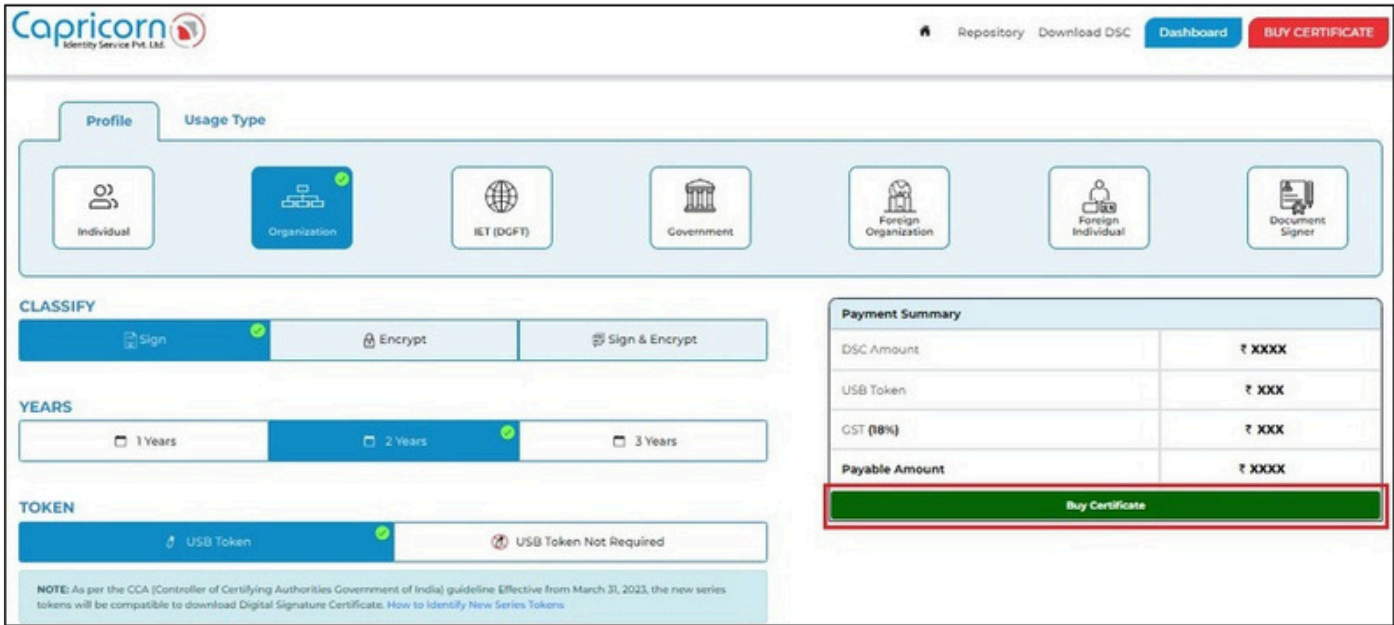 Capricorn
Identity Service Pvt. Ltd.
Repository Download DSC Dashboard BUY CERTIFICATE
Profile Usage Type
Individual
Organization
IET (DGFT)
Government
Foreign
Organization
Foreign
Individual
Document
Signer
CLASSIFY
Sign Encrypt Sign & Encrypt
YEARS
1 Years 2 Years 3 Years
TOKEN
USB Token USB Token Not Required
NOTE: As per the CCA (Controller of Certifying Authorities Government of India) guideline Effective from March 31, 2023, the new series
tokens will be compatible to download Digital Signature Certificate. How to Identify New Series Tokens
Payment Summary
DSC Amount ₹ XXXX
USB Token ₹ XXX
GST (18%) ₹ XXX
Payable Amount ₹ XXXX
Buy Certificate